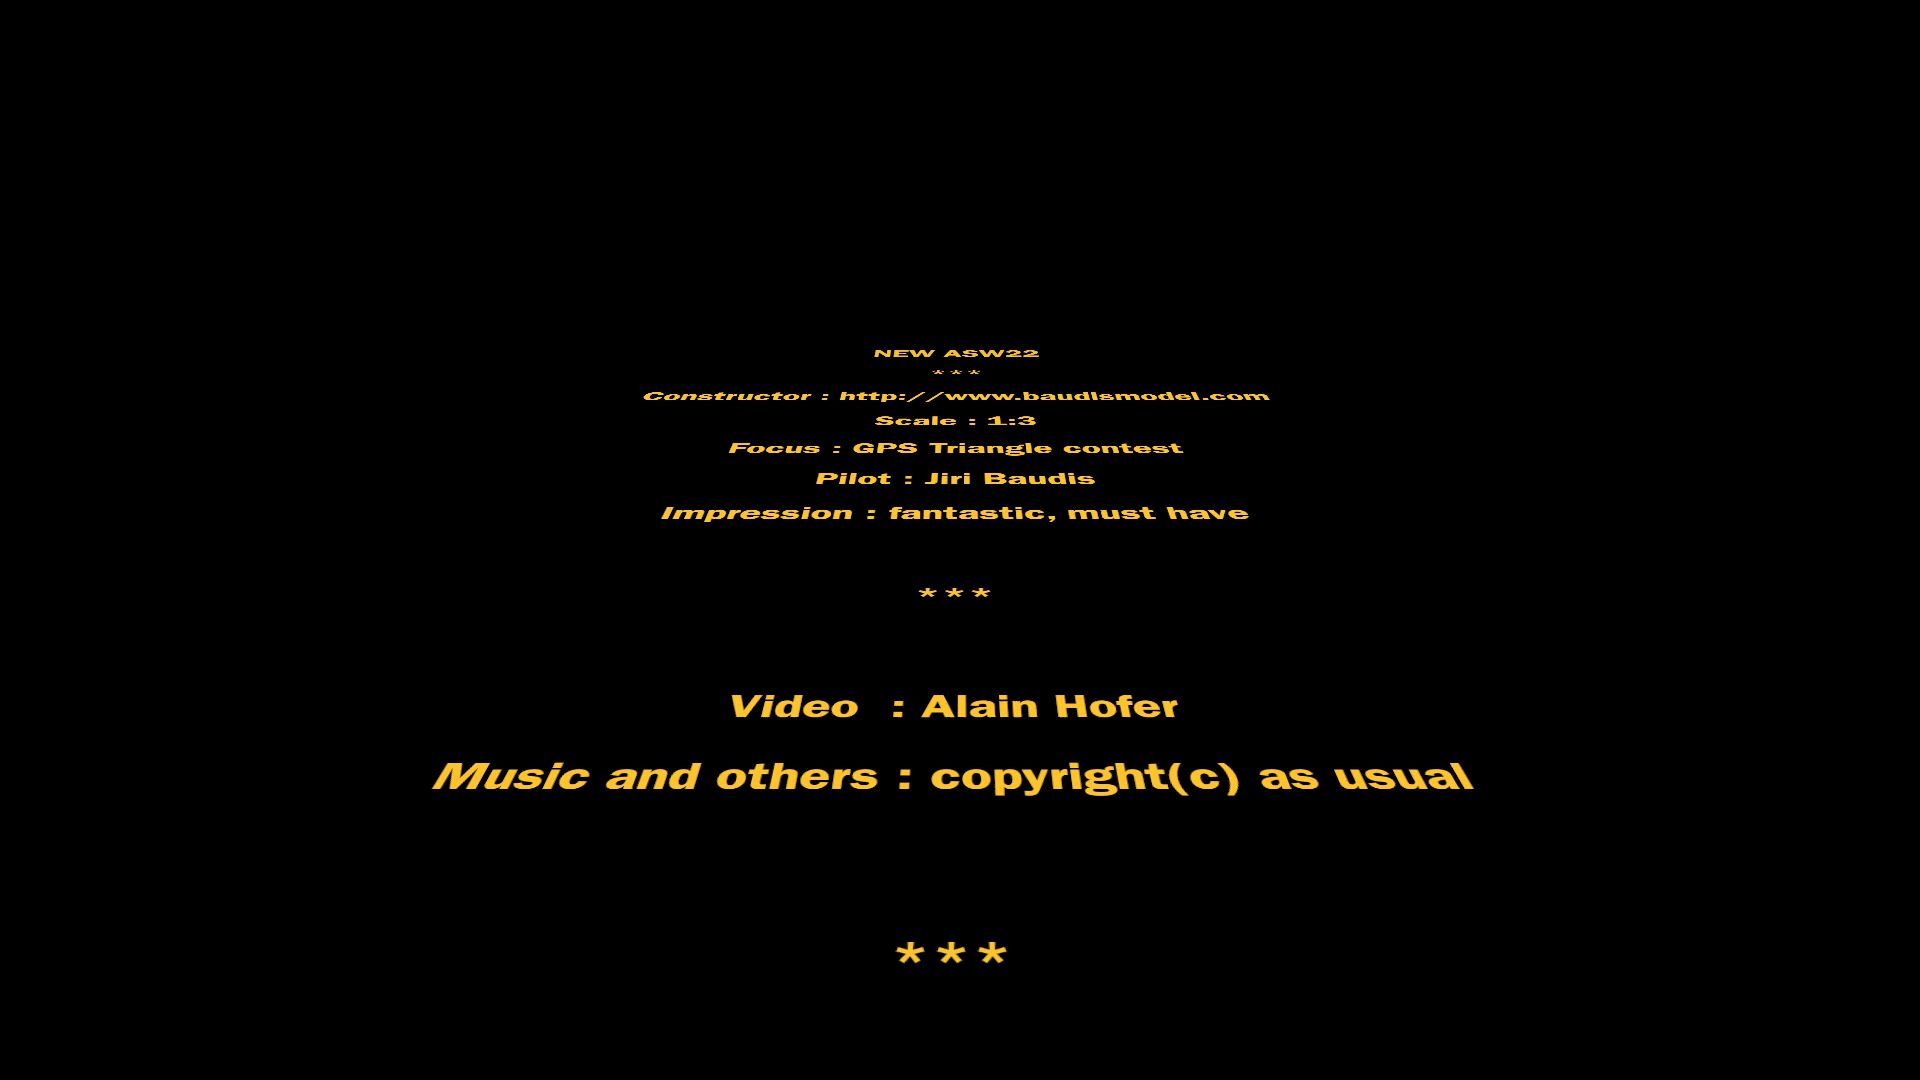 NEW ASW22
***
Constructor : http://www.baudismodel.com
Scale : 1:3
Focus : GPS Triangle contest
Pilot : Jiri Baudis
Impression : fantastic, must have
***
Video : Alain Hofer
Music and others : copyright(c) as usual
***